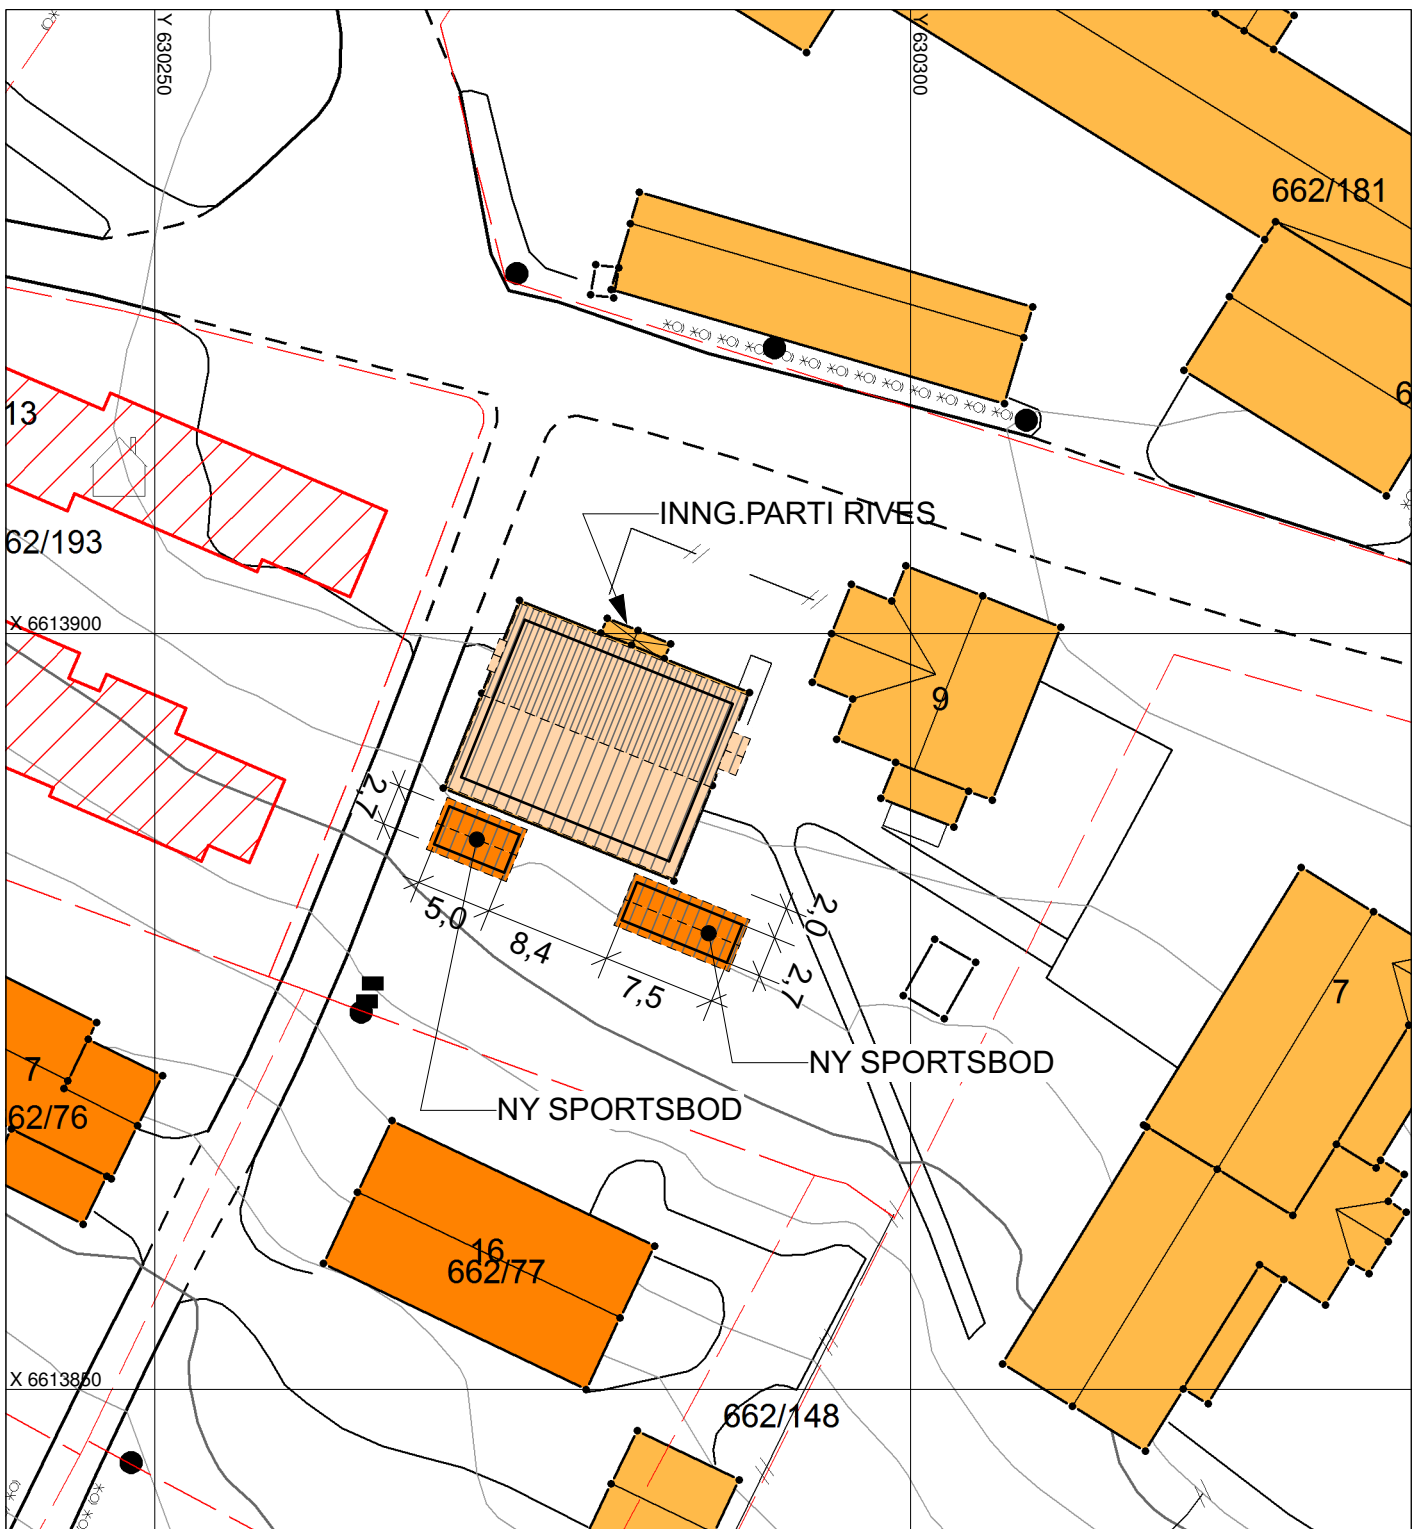 Y 630250
Y 630300
662/181
13
6
INNG.PARTI RIVES
62/193
X 6613900
9
2,7
5,0
8,4
7,5
2,0
2,7
7
NY SPORTSBOD
7
NY SPORTSBOD
62/76
16
662/77
X 6613850
662/148